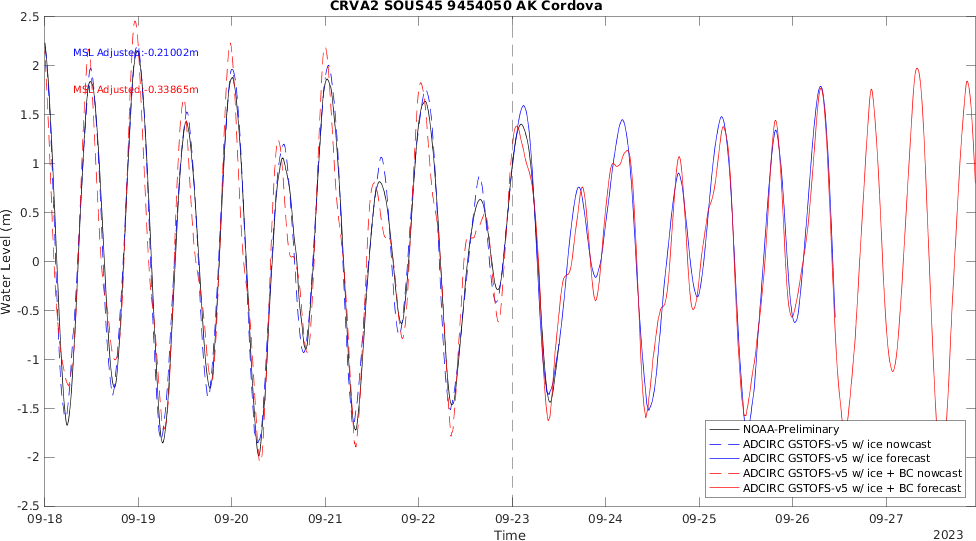 CRVA2 SOUS45 9454050 AK Cordova
MSL Adjusted:-0.21002m
MSL Adjusted:-0.33865m
Water Level (m)
2.5
2
1.5
1
0.5
0
-0.5
-1
-1.5
-2
-2.5
NOAA-Preliminary
ADCIRC GSTOFS-v5 w/ ice nowcast
ADCIRC GSTOFS-v5 w/ ice forecast
ADCIRC GSTOFS-v5 w/ ice + BC nowcast
ADCIRC GSTOFS-v5 w/ ice + BC forecast
09-18 09-19 09-20 09-21 09-22 09-23 09-24 09-25 09-26 09-27
Time
2023